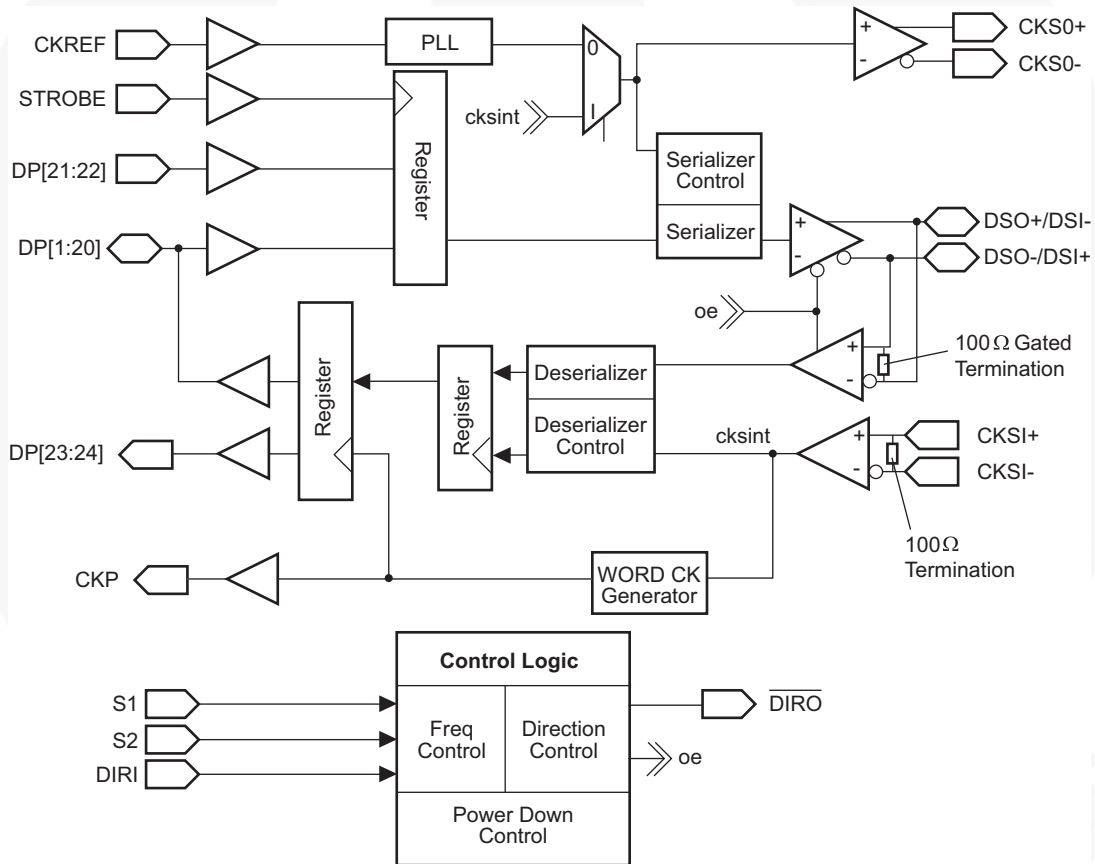 CKREF
PLL
0
+
-
CKS0+
CKS0-
STROBE
cksint
I
DP[21:22]
Register
Serializer
Control
Serializer
DP[1:20]
+
-
DSO+/DSI-
DSO-/DSI+
oe
+
-
100Ω Gated
Termination
Register
Register
Deserializer
Deserializer
Control
cksint
+
-
CKSI+
CKSI-
DP[23:24]
100Ω
Termination
CKP
WORD CK
Generator
Control Logic
S1
S2
DIRI
Freq
Control
Direction
Control
DIRO
oe
Power Down
Control